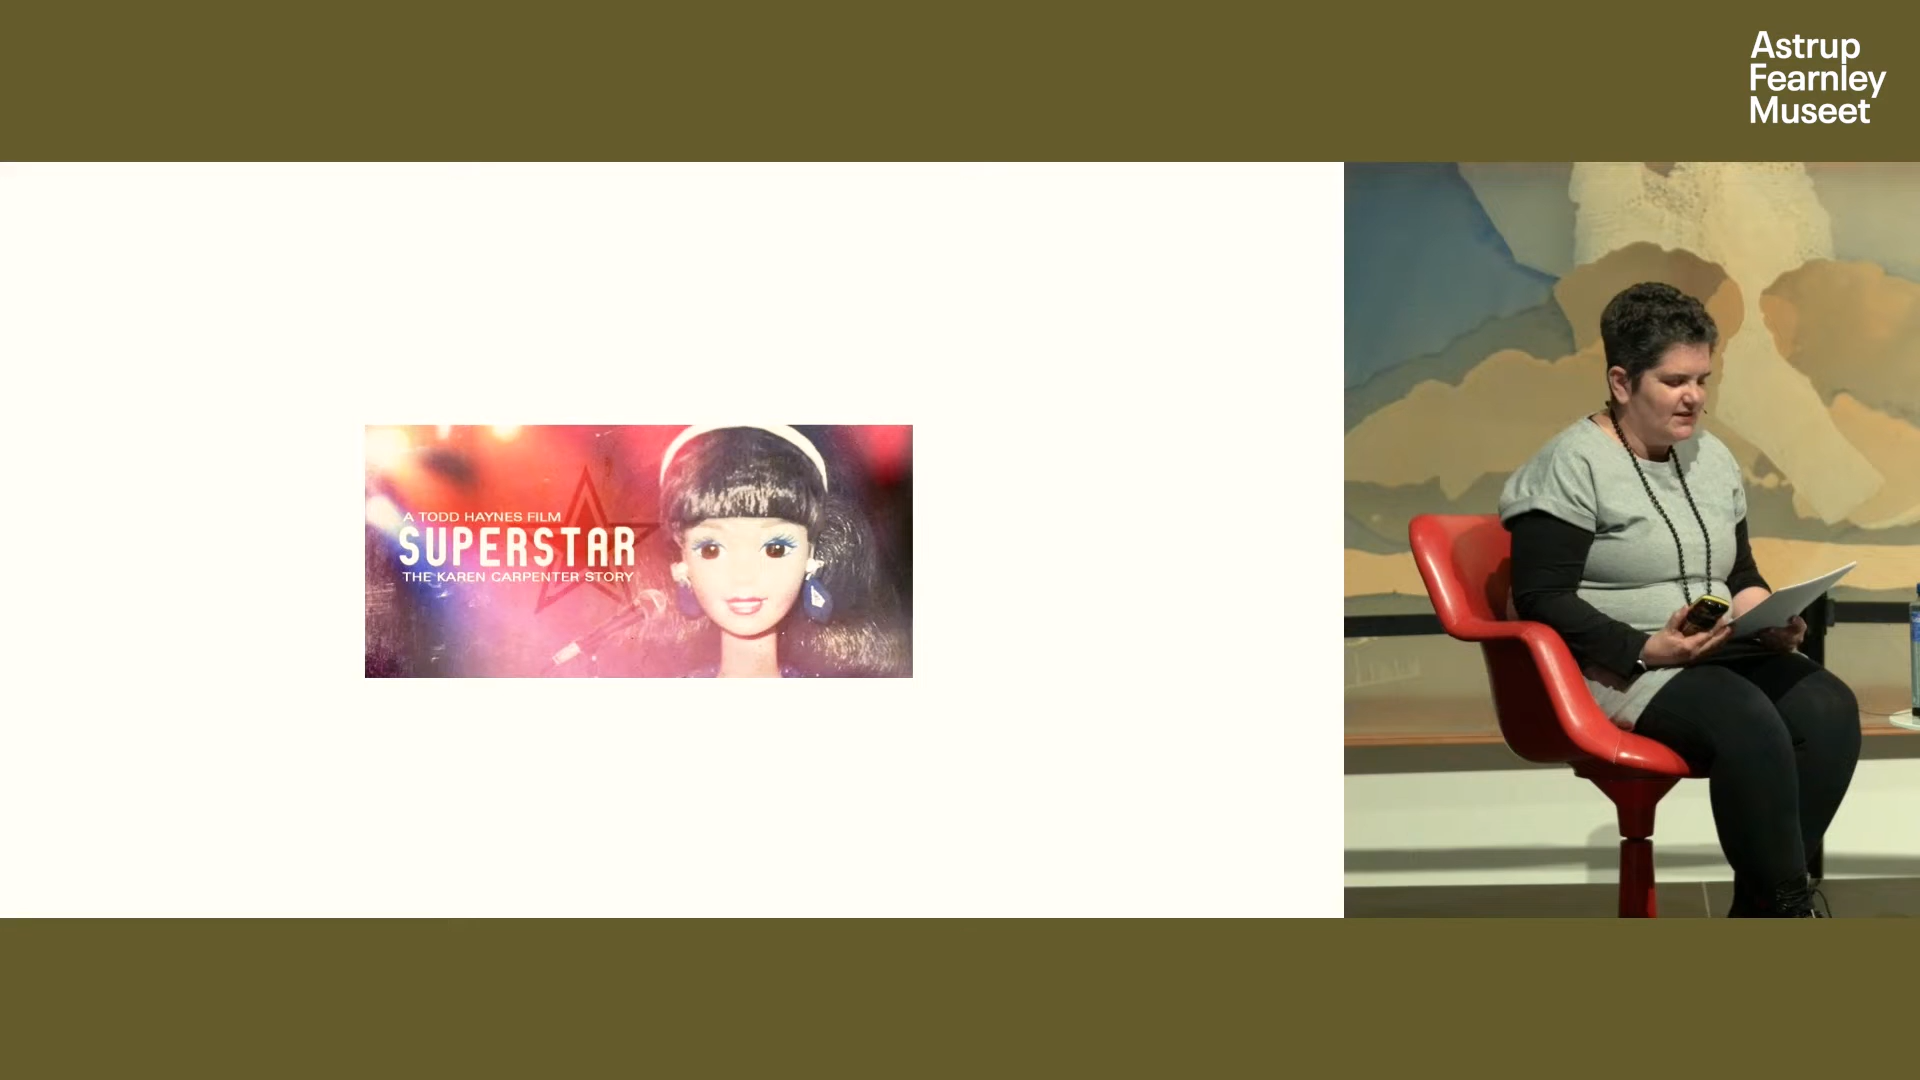 Astrup
Fearnley
Museet
A TODD HAYNES FILM
SUPERSTAR
THE KAREN CARPENTER STORY